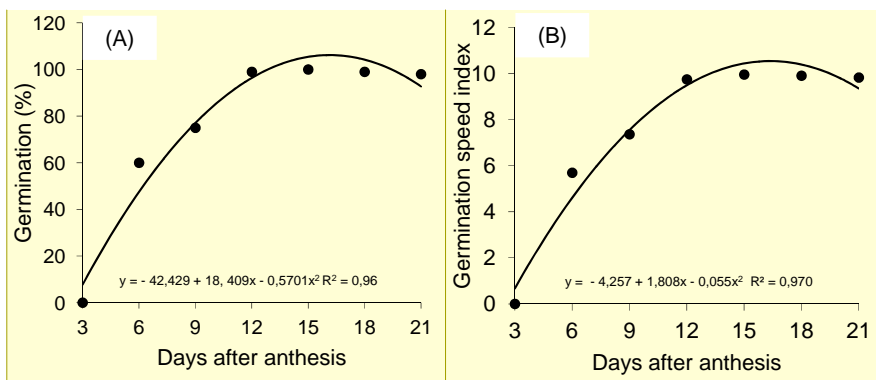 (A)
Germination (%)
120
100
80
60
40
20
0
y = - 42,429 + 18, 409x - 0,5701x² R² = 0,96
3 6 9 12 15 18 21
Days after anthesis
(B)
Germination speed index
12
10
8
6
4
2
0
y = - 4,257 + 1,808x - 0,055x² R² = 0,970
3 6 9 12 15 18 21
Days after anthesis